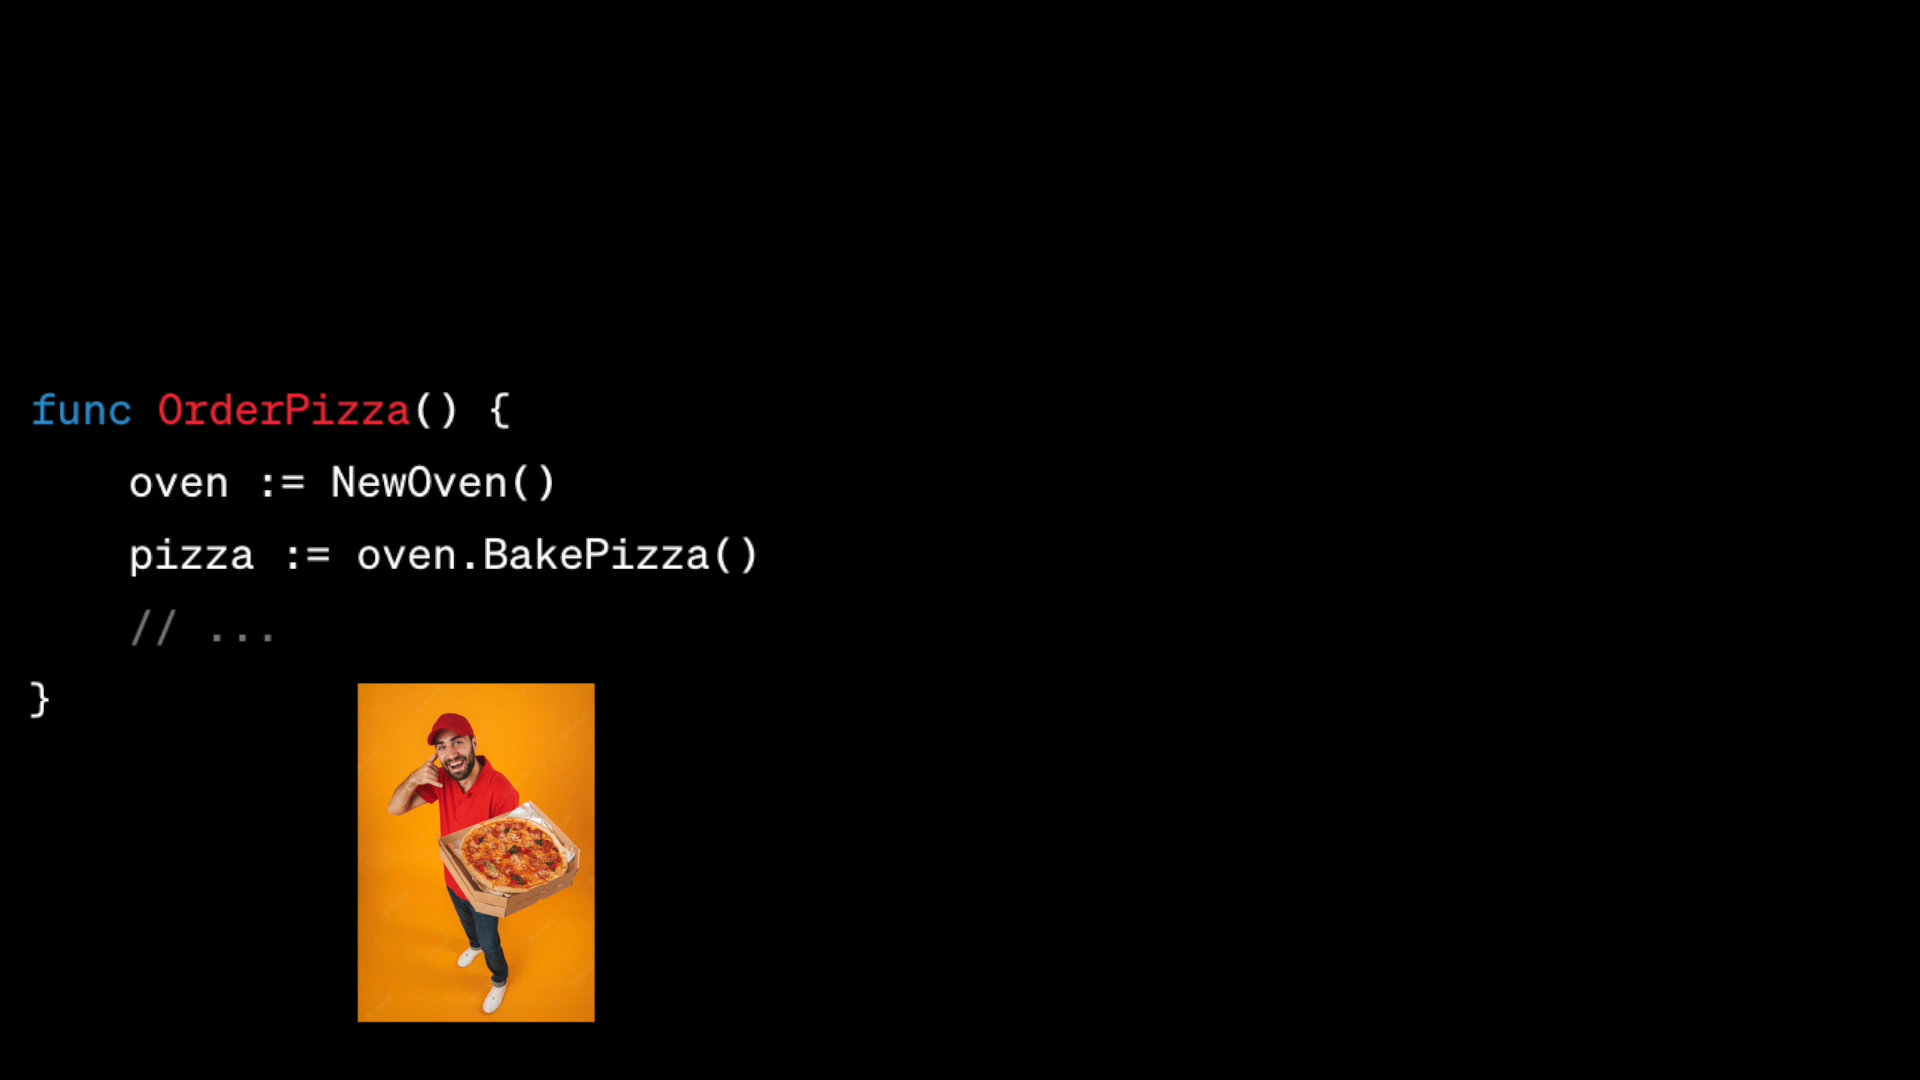 func OrderPizza() {
oven := NewOven()
pizza := oven.BakePizza()
// ...
}